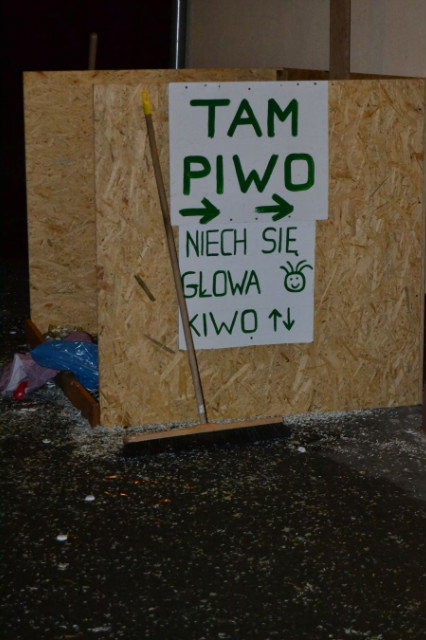 TAM
PIWO
→ →
NIECH SIĘ
GŁOWA
KIWO ↑↓